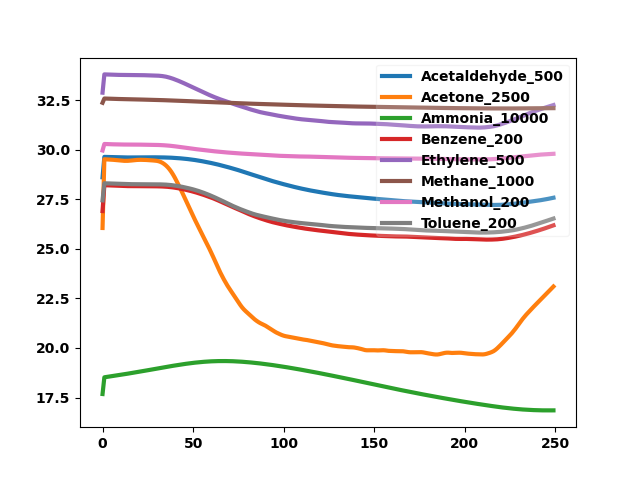 32.5
30.0
27.5
25.0
22.5
20.0
17.5
0 50 100 150 200 250
Acetaldehyde_500
Acetone_2500
Ammonia_10000
Benzene_200
Ethylene_500
Methane_1000
Methanol_200
Toluene_200